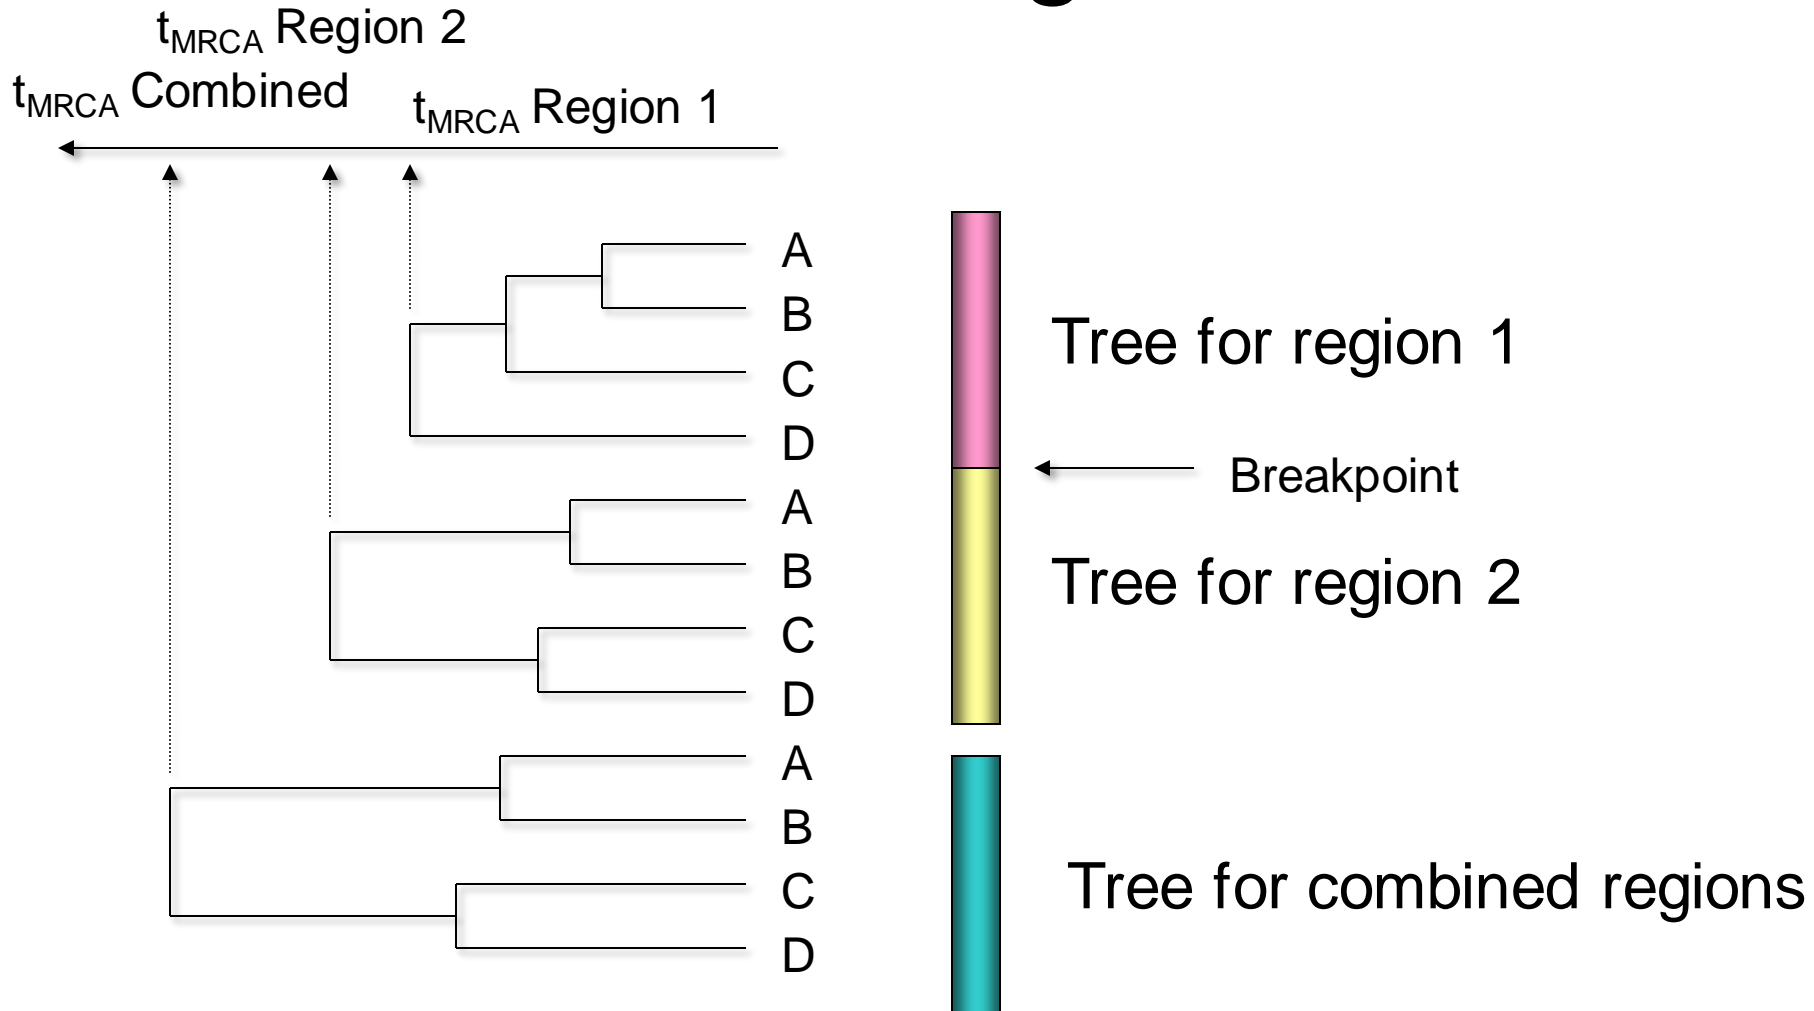 tMRCA Region 2
tMRCA Combined
tMRCA Region 1
A
B
Tree for region 1
C
D
Breakpoint
A
B
Tree for region 2
C
D
A
B
C
Tree for combined regions
D